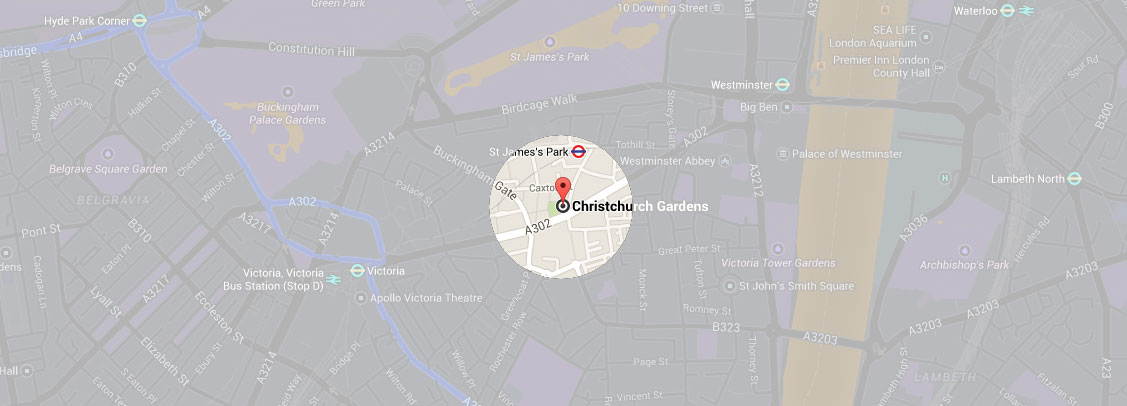 Green Park
10 Downing Street
Waterloo
Hyde Park Corner
A4
SEA LIFE
London Aquarium
Premier Inn London
County Hall
Constitution Hill
St James's Park
Spur Rd
B310
Wilton Pl
Wilton Cres
Kinnerton St
Halkin St
Buckingham
Palace Gardens
Westminster
Big Ben
Birdcage Walk
Storey's Gate
B300
A302
A302
Chapel St
Chester St
A3214
Buckingham Gate
Tothill St
St James's Park
Westminster Abbey
Palace of Westminster
A3212
Belgrave Square Garden
Wilton St
Palace St
Caxton
Lambeth North
BELGRAVIA
A302
Christchurch Gardens
A302
A3036
Hercules Rd
Pont St
B310
A3214
Great Peter St
Victoria Tower Gardens
Archbishop's Park
Eaton Pl
Cadogan Ln
Victoria, Victoria
Bus Station (Stop D)
Victoria
A3217
Lyall St
Eccleston St
Apollo Victoria Theatre
Greencoat Pl
Monck St
Tufton St
St John's Smith Square
A3203
Romney St
B323
A3203
A3203
Elizabeth St
Ebury St
Bridge Pl
Rochester Row
Willow Pl
Thorney St
Page St
Lambeth High St
LAMBETH
Fitzalan St
S Eaton Pl
A3214
Wilton Rd
Vincent St